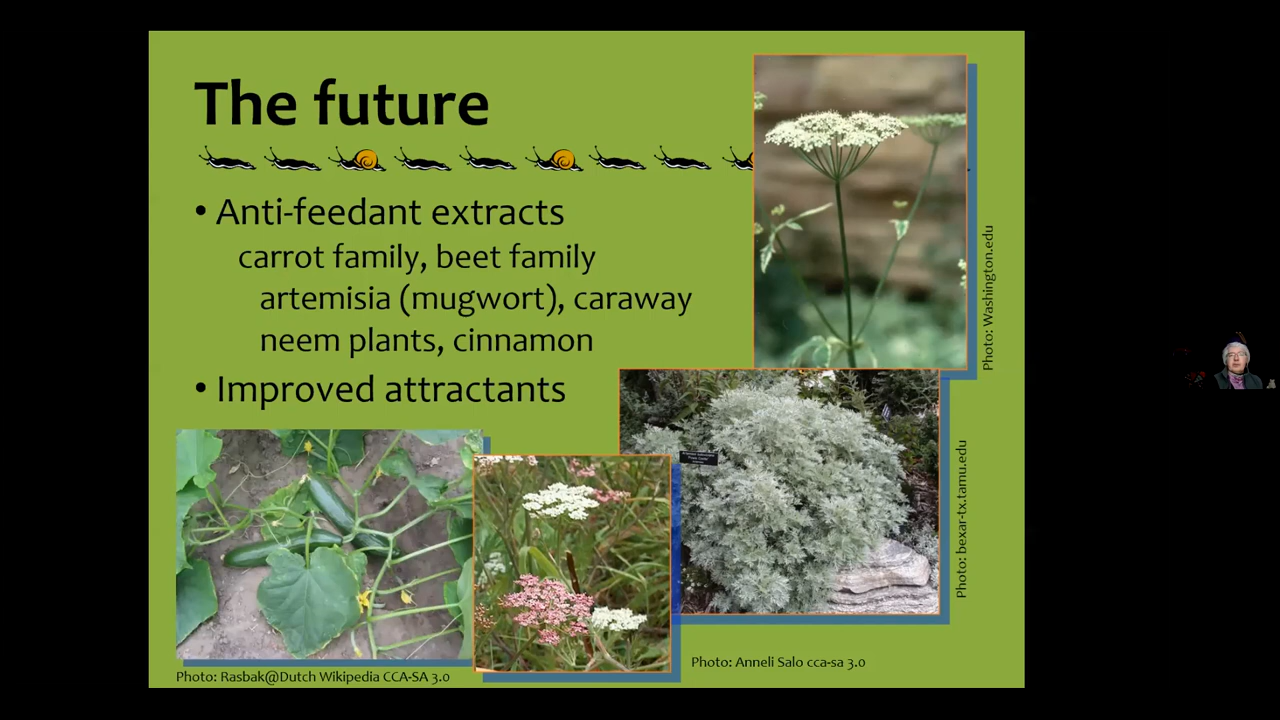 The future
• Anti-feedant extracts
carrot family, beet family
artemisia (mugwort), caraway
neem plants, cinnamon
• Improved attractants
Photo: Washington.edu
Photo: bexar-tx.tamu.edu
Photo: Anneli Salo cca-sa 3.0
Photo: Rasbak@Dutch Wikipedia CCA-SA 3.0